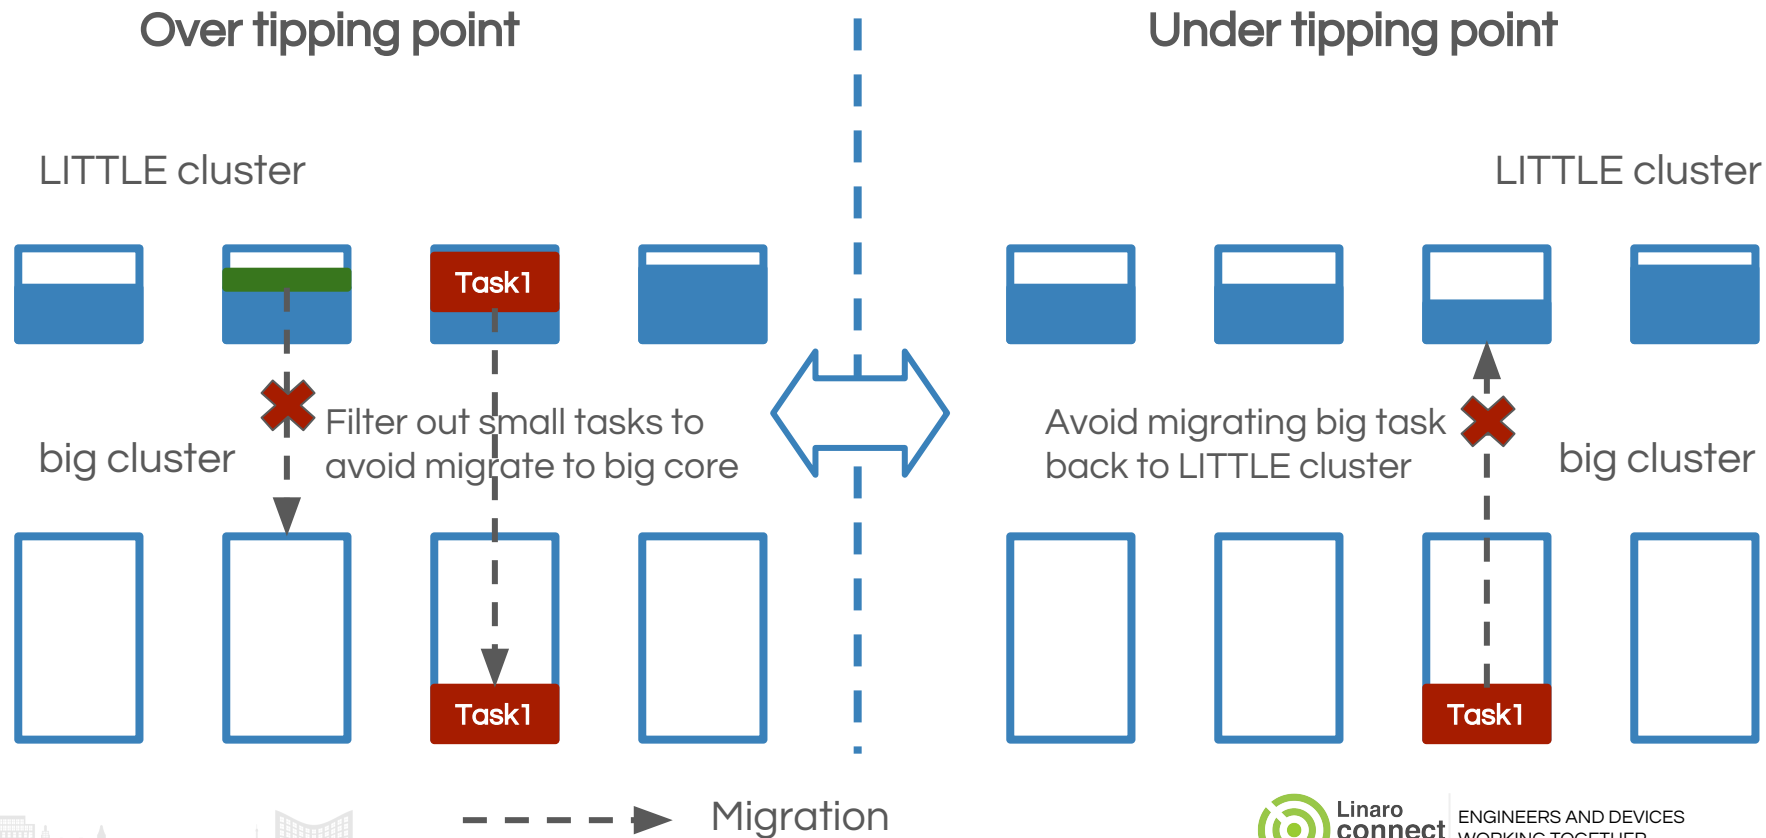 Over tipping point
Under tipping point
LITTLE cluster
LITTLE cluster
Task1
Filter out small tasks to
avoid migrate to big core
big cluster
Avoid migrating big task
back to LITTLE cluster
big cluster
Task1
Task1
Migration
Linaro
connect
ENGINEERS AND DEVICES
WORKING TOGETHER